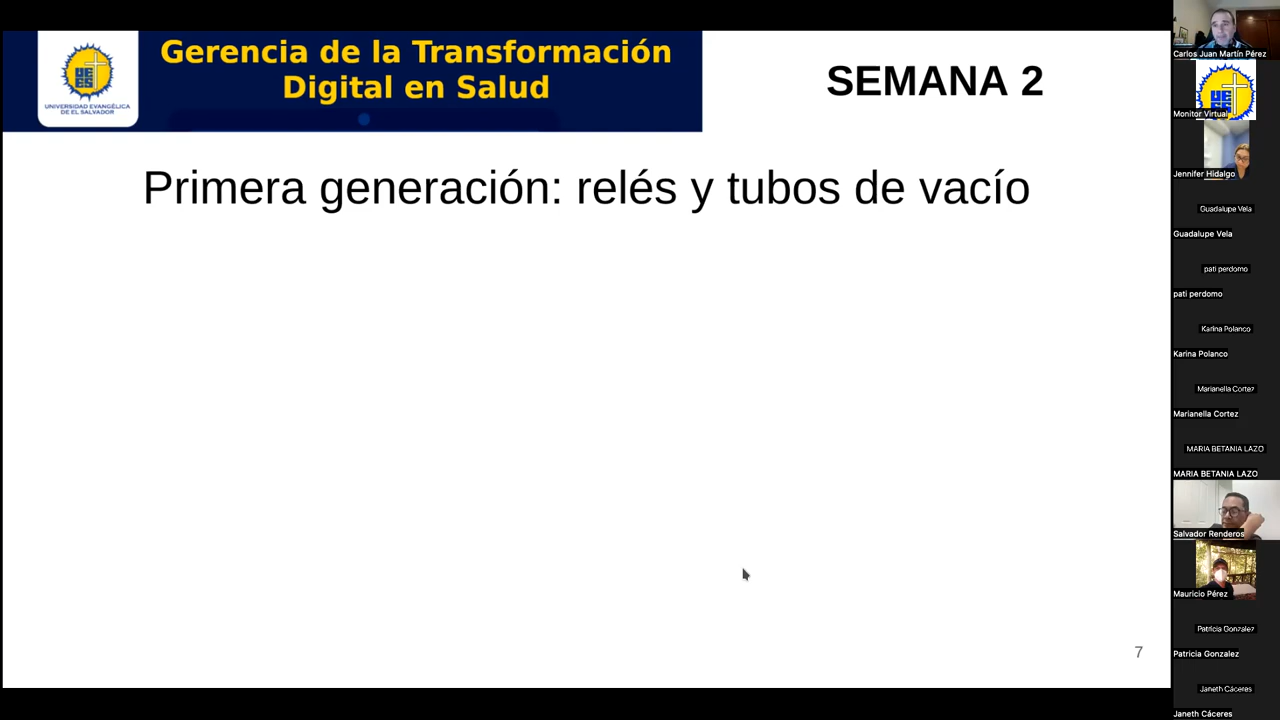 Gerencia de la Transformación
Digital en Salud
UNIVERSIDAD EVANGÉLICA
DE EL SALVADOR
SEMANA 2
Primera generación: relés y tubos de vacío
7
Carlos Juan Martín Pérez
Monitor Virtual
Jennifer Hidalgo
Guadalupe Vela
Guadalupe Vela
pati perdomo
pati perdomo
Karina Polanco
Karina Polanco
Marianella Cortez
Marianella Cortez
MARIA BETANIA LAZO
MARIA BETANIA LAZO
Salvador Renderos
Mauricio Pérez
Patricia Gonzalez
Patricia Gonzalez
Janeth Cáceres
Janeth Cáceres